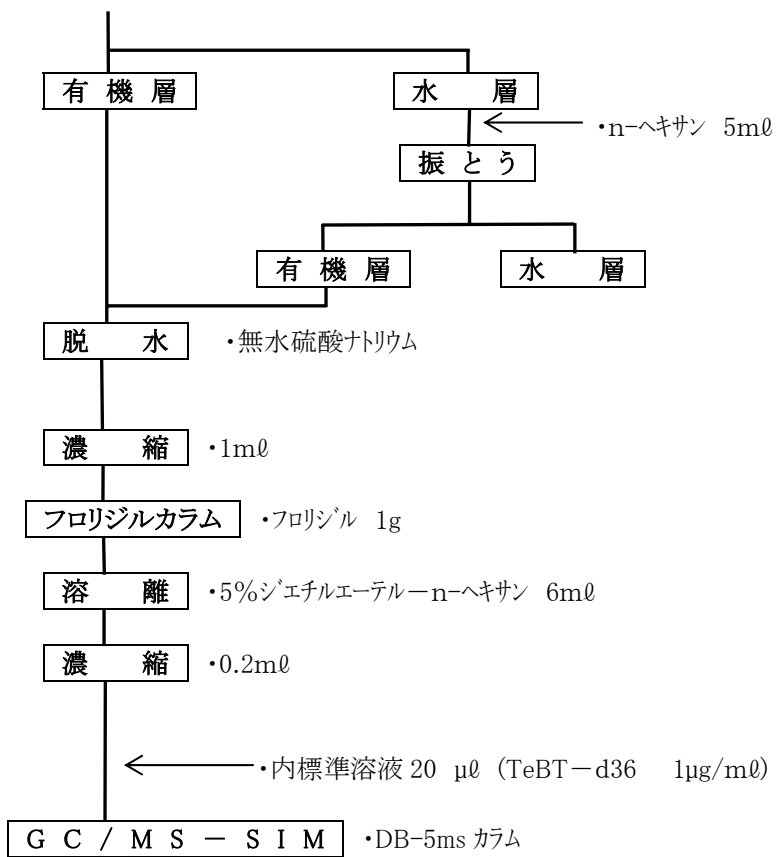 有 機 層
水 層
・n-ヘキサン 5mℓ
振 と う
有 機 層
水 層
脱 水 ・無水硫酸ナトリウム
濃 縮 ・1mℓ
フロリジルカラム ・フロリジル 1g
溶 離 ・5%ジエチルエーテル－n-ヘキサン 6mℓ
濃 縮 ・0.2mℓ
・内標準溶液 20 μℓ (TeBT－d36 1μg/mℓ)
G C / M S － S I M ・DB-5ms カラム